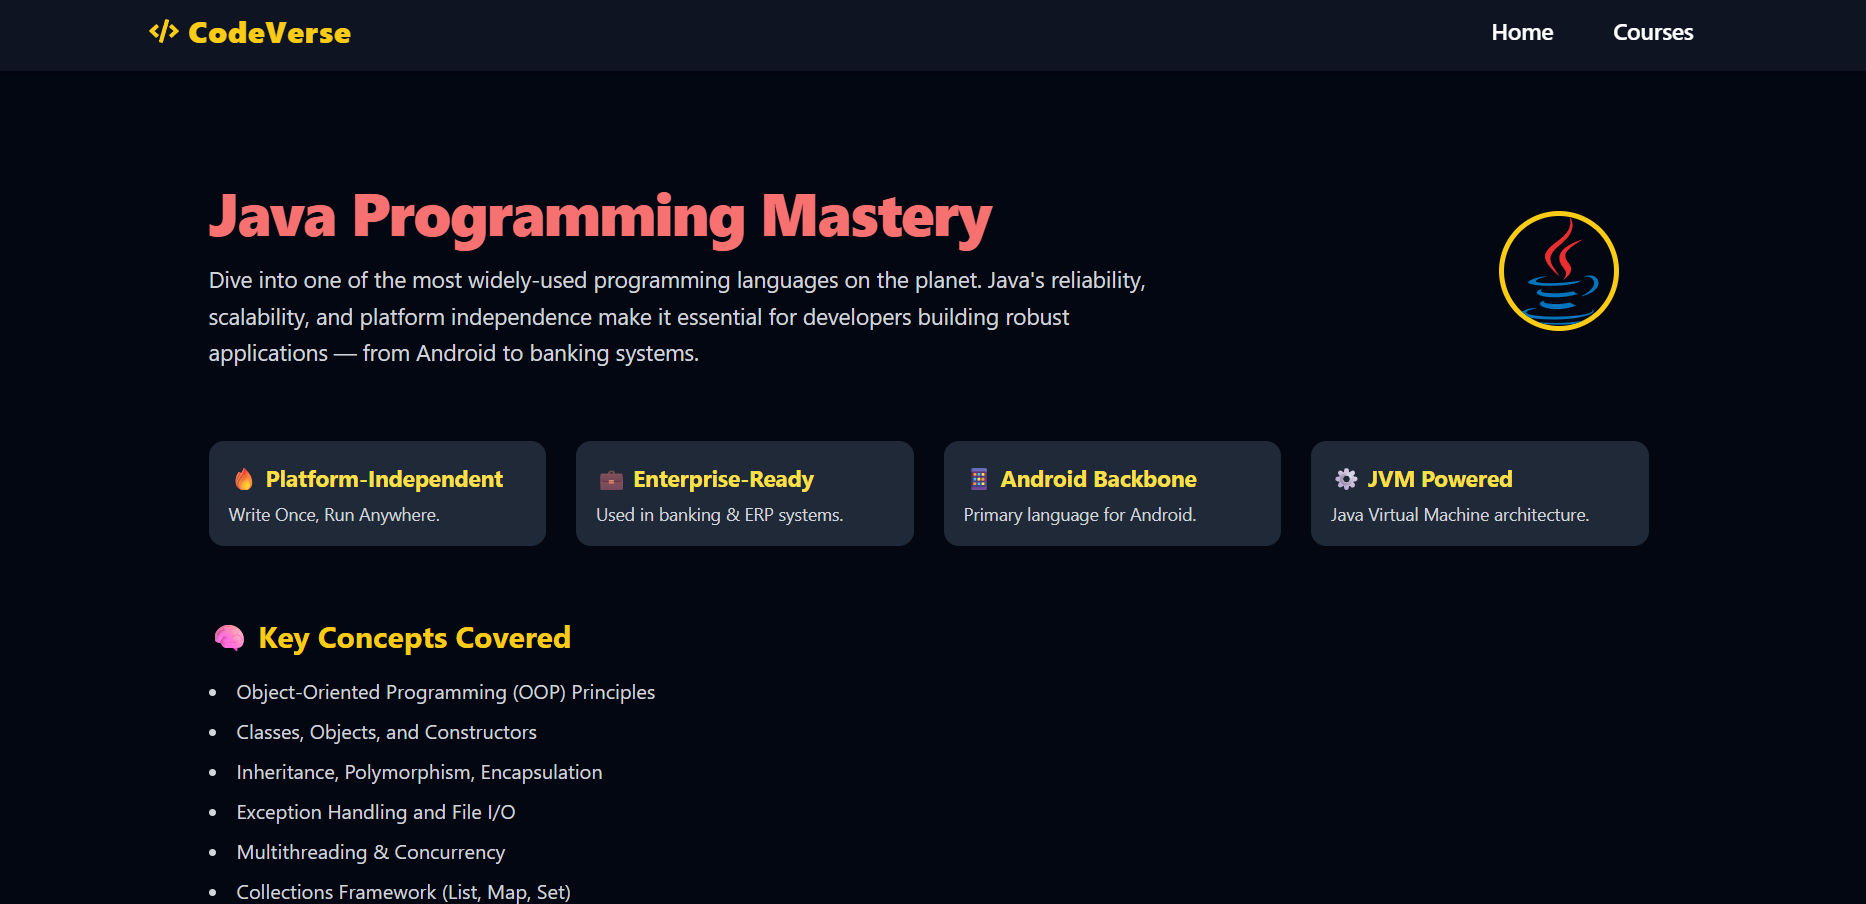 CodeVerse
Home
Courses
Java Programming Mastery
Dive into one of the most widely-used programming languages on the planet. Java's reliability,
scalability, and platform independence make it essential for developers building robust
applications — from Android to banking systems.
Platform-Independent
Write Once, Run Anywhere.
Enterprise-Ready
Used in banking & ERP systems.
Android Backbone
Primary language for Android.
JVM Powered
Java Virtual Machine architecture.
Key Concepts Covered
• Object-Oriented Programming (OOP) Principles
• Classes, Objects, and Constructors
• Inheritance, Polymorphism, Encapsulation
• Exception Handling and File I/O
• Multithreading & Concurrency
• Collections Framework (List, Map, Set)